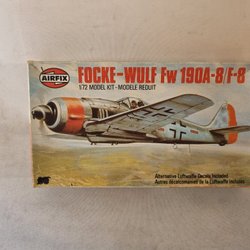 AIRFIX
FOCKE-WULF Fw 190A-8/F-8
1/72 MODEL KIT - MODELE REDUIT
Alternative Luftwaffe Decals Included
Autres décalcomanies de la Luftwaffe incluses